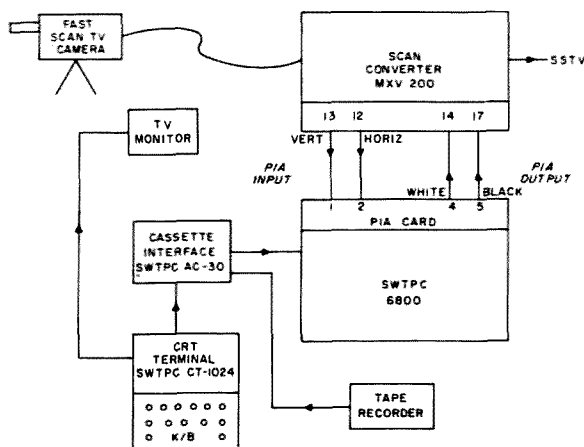 FAST
SCAN TV
CAMERA
SCAN
CONVERTER
MXV 200
SSTV
13 12 14 17
VERT HORIZ
PIA
INPUT
PIA
OUTPUT
WHITE BLACK
1 2 4 5
PIA CARD
TV
MONITOR
CASSETTE
INTERFACE
SWTPC AC-30
SWTPC
6800
CRT
TERMINAL
SWTPC CT-1024
K/B
TAPE
RECORDER